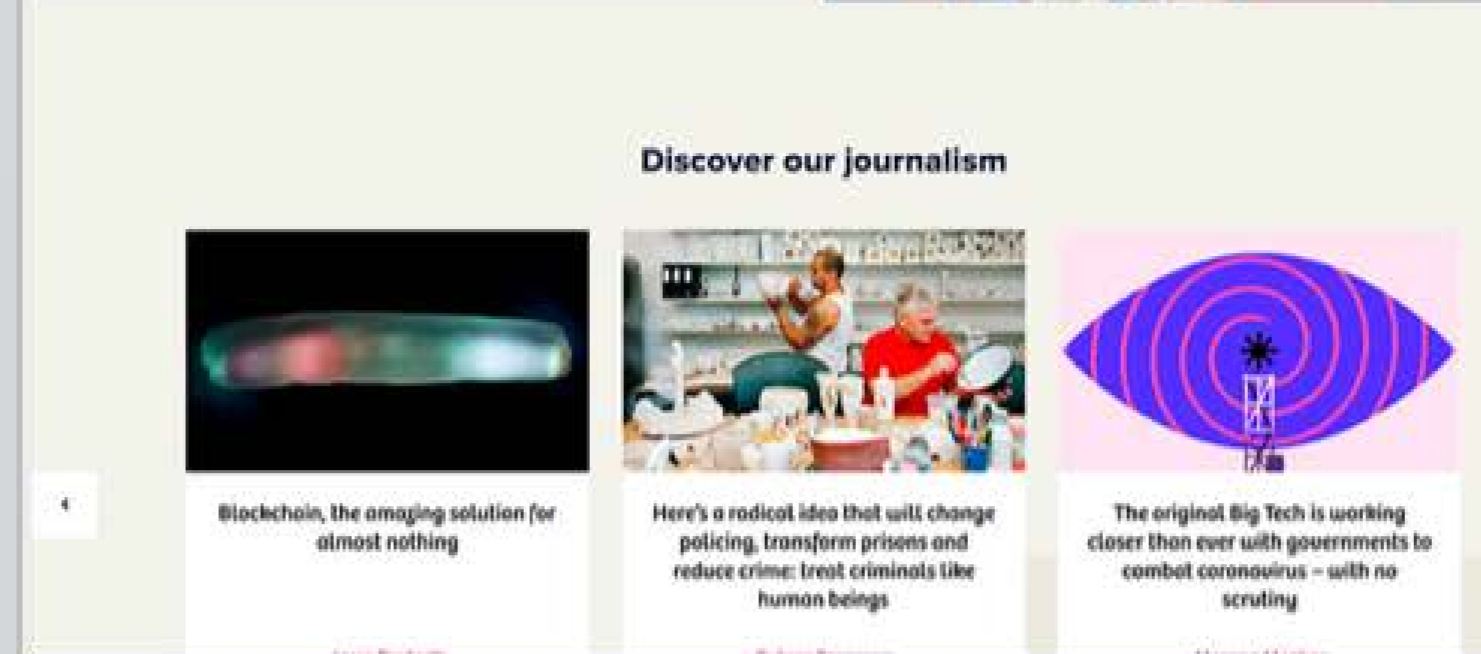 Discover our journalism
Blockchain, the amazing solution for
almost nothing
Here's a radical idea that will change
policing, transform prisons and
reduce crime: treat criminals like
human beings
The original Big Tech is working
closer than ever with governments to
combat coronavirus – with no
scrutiny